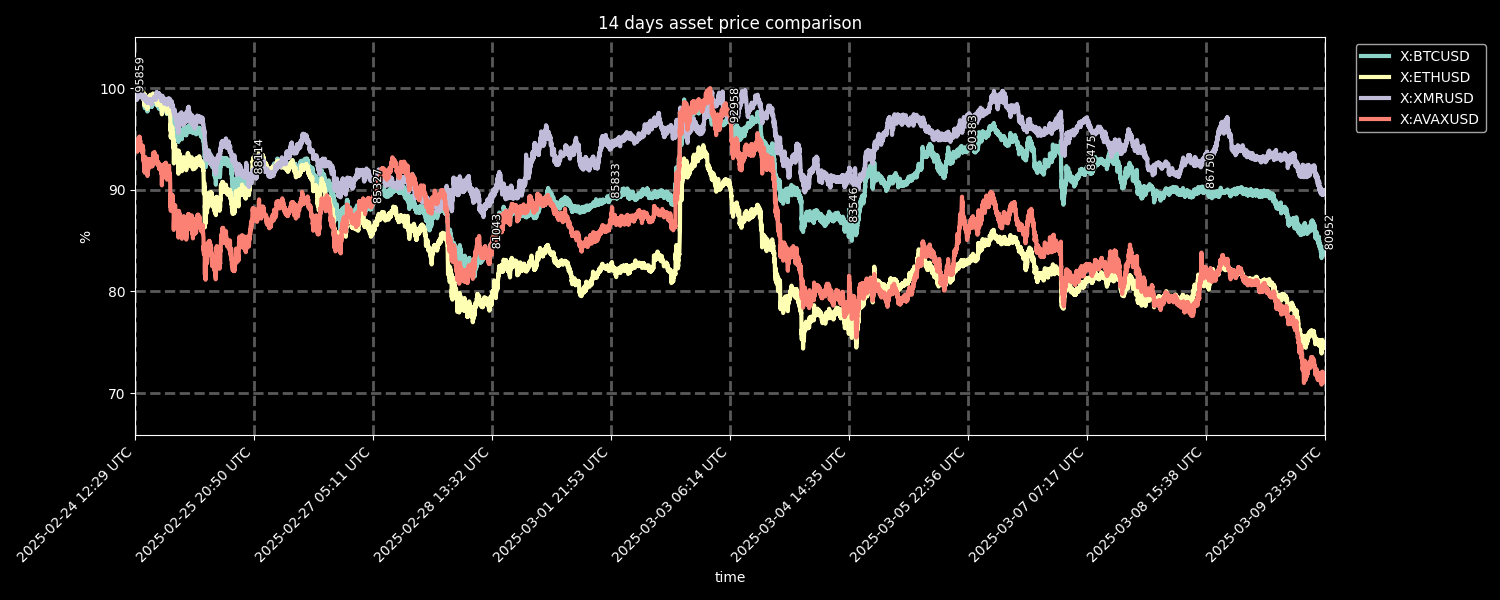 14 days asset price comparison
X:BTCUSD
X:ETHUSD
X:XMRUSD
X:AVAXUSD
100
90
80
70
%
95859
88114
85327
81043
85833
92958
83546
90383
88475
86750
2025-02-24 12:29 UTC
2025-02-25 20:50 UTC
2025-02-27 05:11 UTC
2025-02-28 13:32 UTC
2025-03-01 21:53 UTC
2025-03-03 06:14 UTC
2025-03-04 14:35 UTC
2025-03-05 22:56 UTC
2025-03-07 07:17 UTC
2025-03-08 15:38 UTC
2025-03-09 23:59 UTC
time